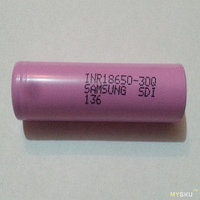 INR18650-30Q
SAMSUNG SDI
136
MYSKU